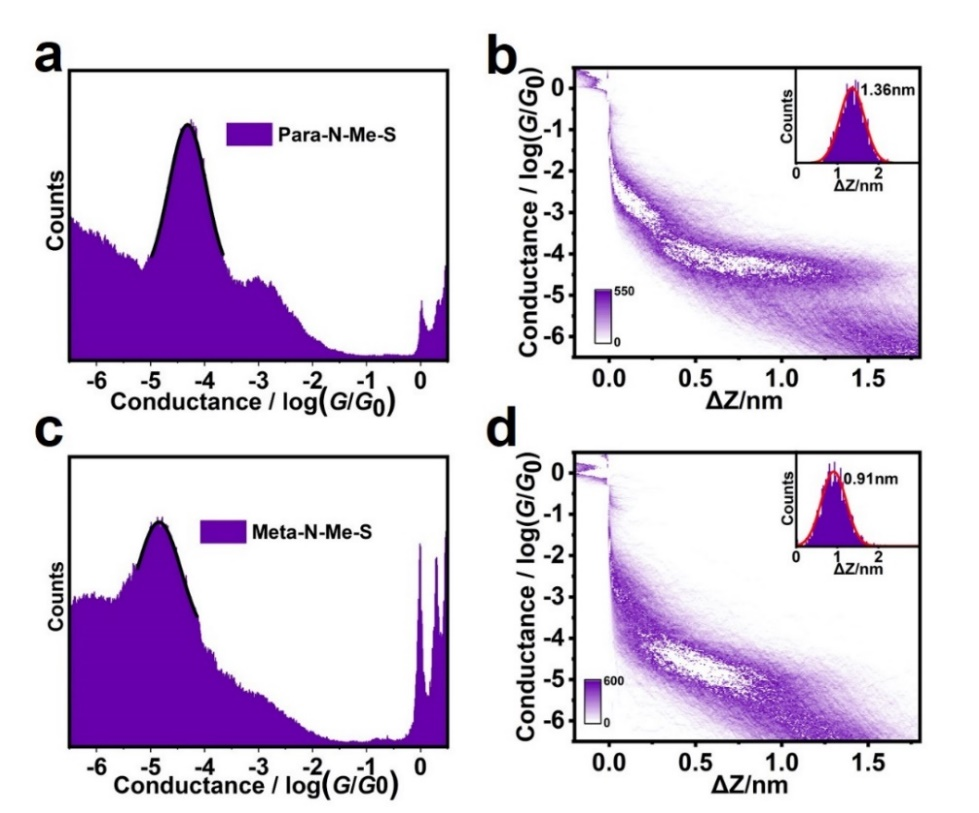 a
Counts
Para-N-Me-S
-6 -5 -4 -3 -2 -1 0
Conductance / log(G/G0)
b
Conductance / log(G/G0)
0
-1
-2
-3
-4
-5
-6
Counts
1.36nm
0 1 2
ΔZ/nm
550
0
0.0 0.5 1.0 1.5
ΔZ/nm
c
Counts
Meta-N-Me-S
-6 -5 -4 -3 -2 -1 0
Conductance / log(G/G0)
d
Conductance / log(G/G0)
0
-1
-2
-3
-4
-5
-6
Counts
0.91nm
0 1 2
ΔZ/nm
600
0
0.0 0.5 1.0 1.5
ΔZ/nm